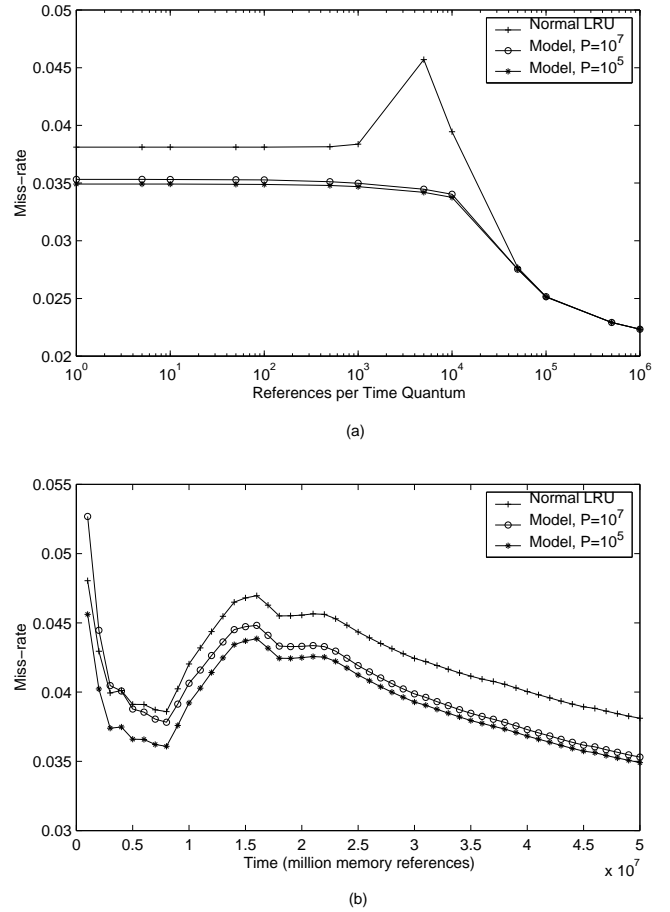 0.05
Normal LRU
Model, P=10^7
Model, P=10^5
0.045
0.04
0.035
0.03
0.025
0.02
Miss−rate
10^0 10^1 10^2 10^3 10^4 10^5 10^6
References per Time Quantum
(a)
0.055
Normal LRU
Model, P=10^7
Model, P=10^5
0.05
0.045
0.04
0.035
0.03
Miss−rate
0 0.5 1 1.5 2 2.5 3 3.5 4 4.5 5
x 10^7
Time (million memory references)
(b)